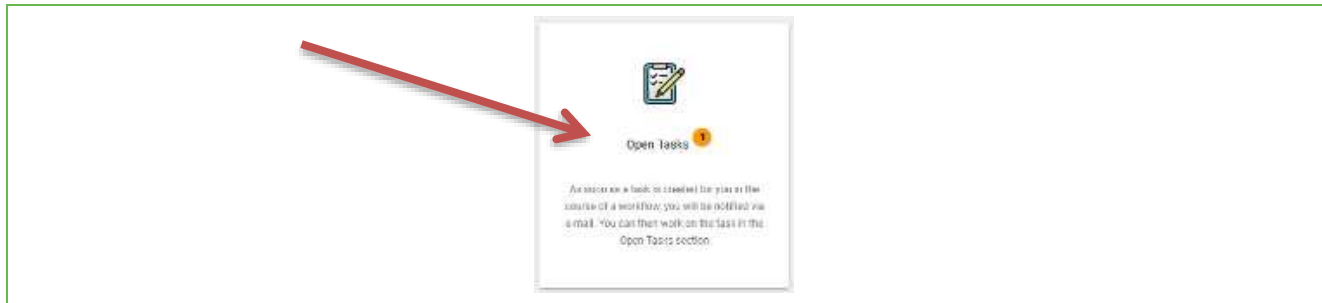 Open Tasks 1
As soon as a task is created for you in the
course of a workflow, you will be notified via
e-mail. You can then work on the task in the
Open Tasks section.